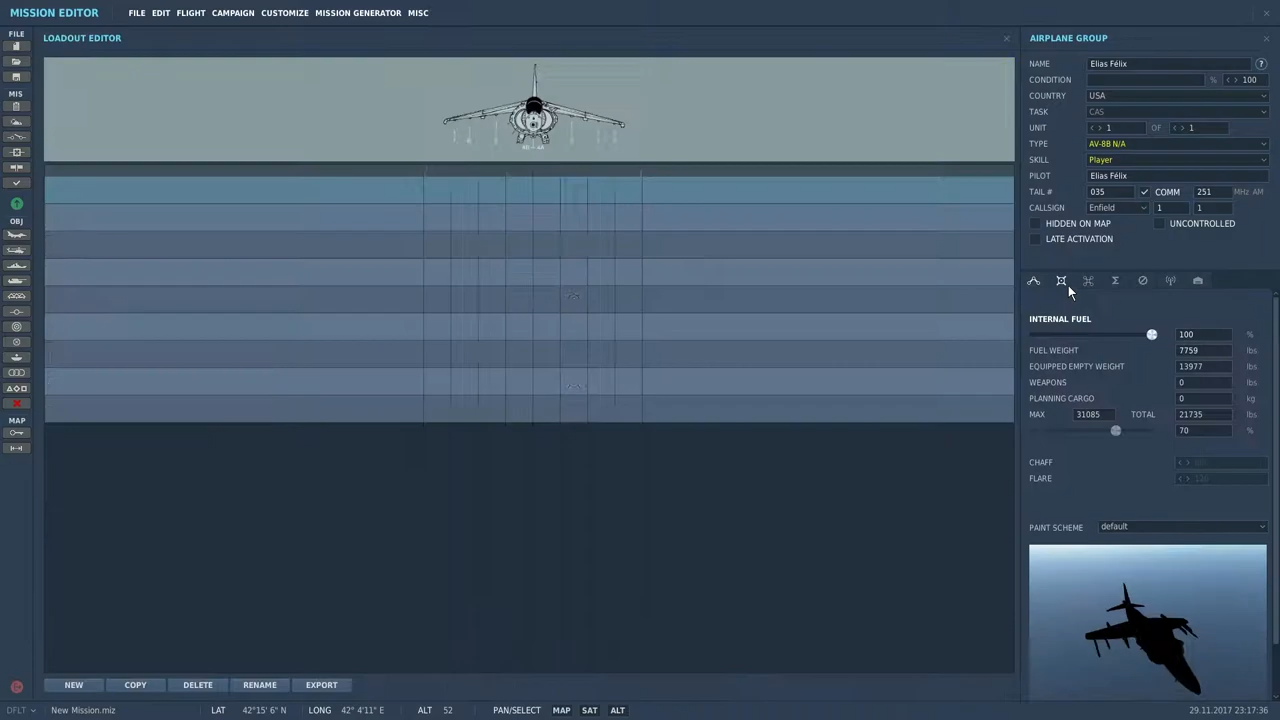 MISSION EDITOR FILE EDIT FLIGHT CAMPAIGN CUSTOMIZE MISSION GENERATOR MISC
FILE
MIS
OBJ
MAP
LOADOUT EDITOR
NEW COPY DELETE RENAME EXPORT
AIRPLANE GROUP
NAME Elias Félix ?
CONDITION % < > 100
COUNTRY USA
TASK CAS
UNIT < > 1 OF < > 1
TYPE AV-8B N/A
SKILL Player
PILOT Elias Félix
TAIL # 035 COMM 251 MHz AM
CALLSIGN Enfield 1 1
HIDDEN ON MAP UNCONTROLLED
LATE ACTIVATION
INTERNAL FUEL
100 %
FUEL WEIGHT 7759 lbs
EQUIPPED EMPTY WEIGHT 13977 lbs
WEAPONS 0 lbs
PLANNING CARGO 0 kg
MAX 31085 TOTAL 21735 lbs
70 %
CHAFF
FLARE
PAINT SCHEME default
DFLT New Mission.miz LAT 42°15' 6" N LONG 42° 4'11" E ALT 52 PAN/SELECT MAP SAT ALT 29.11.2017 23:17:36